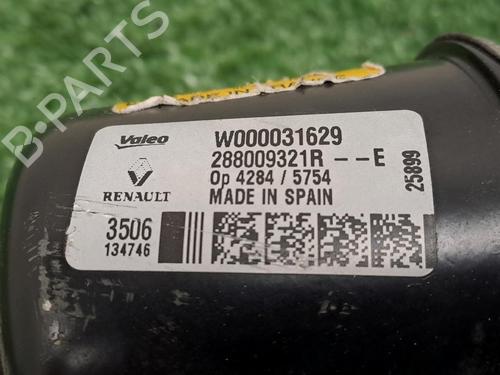 B-PARTS
Valeo
RENAULT
W000031629
288009321R --E
Op 4284 / 5754
MADE IN SPAIN
3506
134746
25899